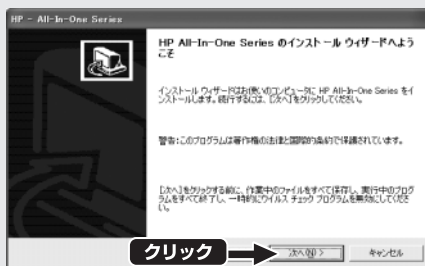 HP - All-In-One Series
HP All-In-One Series のインストール ウィザードへよう
こそ
インストール ウィザードはお使いのコンピュータに HP All-In-One Series をイ
ンストールします。続行するには、[次へ]をクリックしてください。
警告:このプログラムは著作権の法律と国際的条約で保護されています。
[次へ]をクリックする前に、作業中のファイルをすべて保存し、実行中のプログ
ラムをすべて終了し、一時的にウイルス チェック プログラムを無効にしてくださ
い。
クリック
次へ(N) >
キャンセル